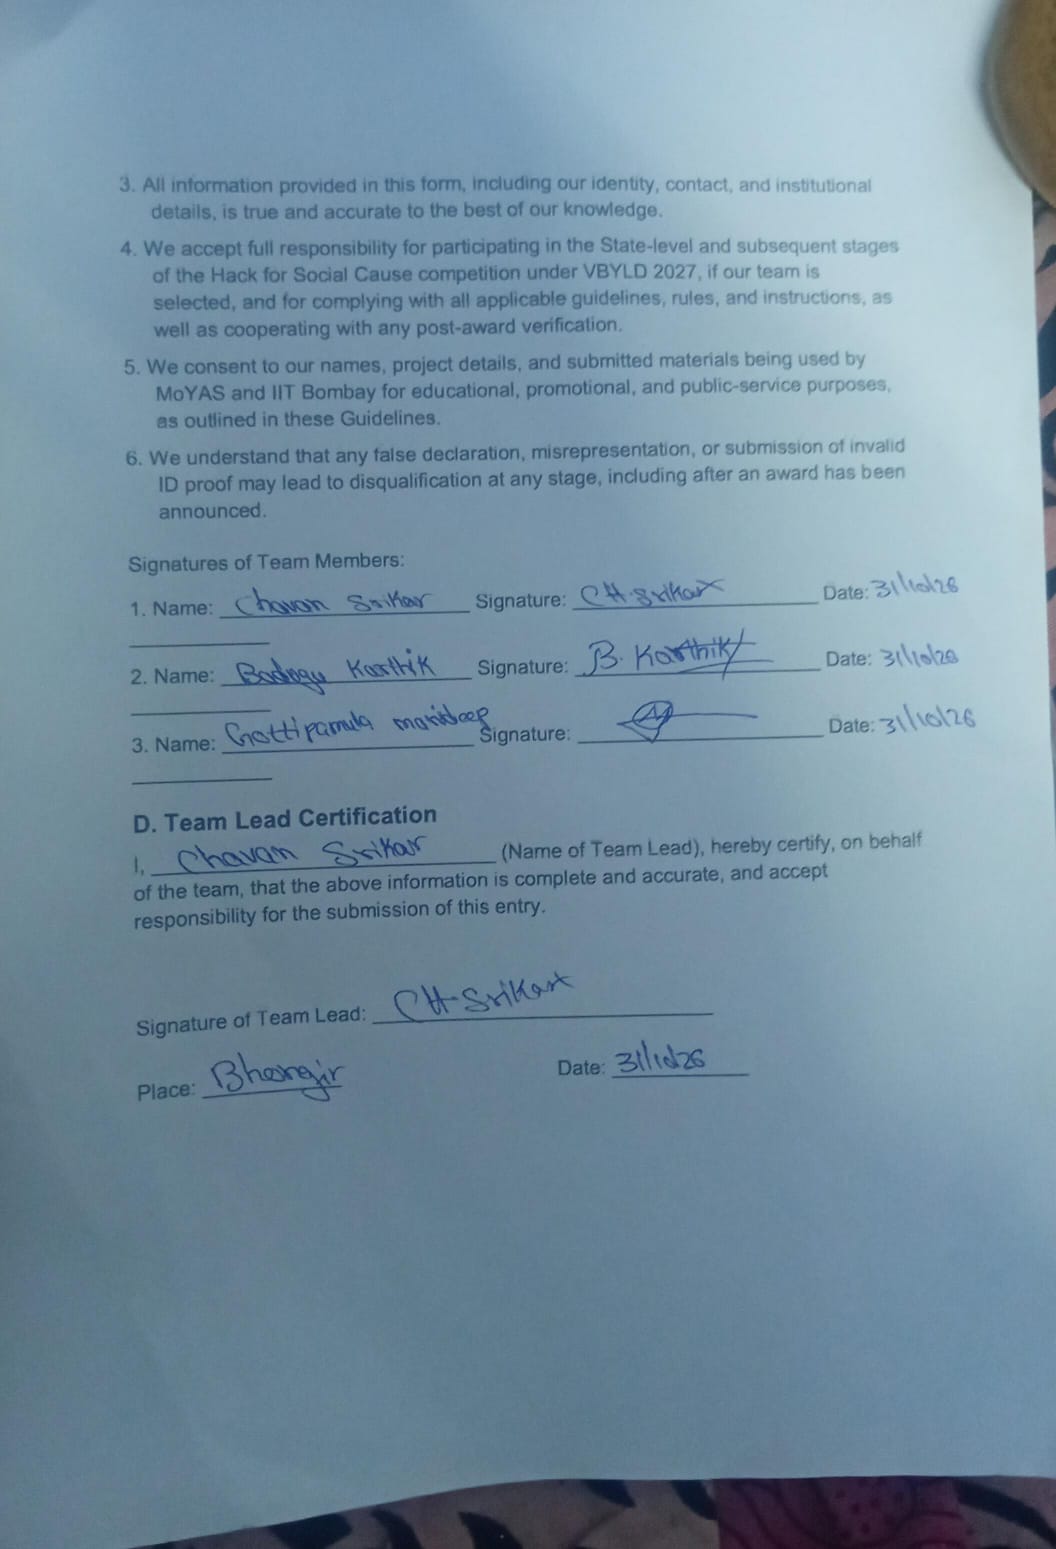 3. All information provided in this form, including our identity, contact, and institutional
details, is true and accurate to the best of our knowledge.
4. We accept full responsibility for participating in the State-level and subsequent stages
of the Hack for Social Cause competition under VBYLD 2027, if our team is
selected, and for complying with all applicable guidelines, rules, and instructions, as
well as cooperating with any post-award verification.
5. We consent to our names, project details, and submitted materials being used by
MoYAS and IIT Bombay for educational, promotional, and public-service purposes,
as outlined in these Guidelines.
6. We understand that any false declaration, misrepresentation, or submission of invalid
ID proof may lead to disqualification at any stage, including after an award has been
announced.
Signatures of Team Members:
1. Name: Chavan Srikar Signature: CH.Srikar Date: 31/10/26
2. Name: Badugu Karthik Signature: B. Karthik Date: 31/10/26
3. Name: Gottipamula manideep Signature: Date: 31/10/26
D. Team Lead Certification
I, Chavan Srikar (Name of Team Lead), hereby certify, on behalf
of the team, that the above information is complete and accurate, and accept
responsibility for the submission of this entry.
Signature of Team Lead: CH.Srikar
Place: Bhongir Date: 31/10/26